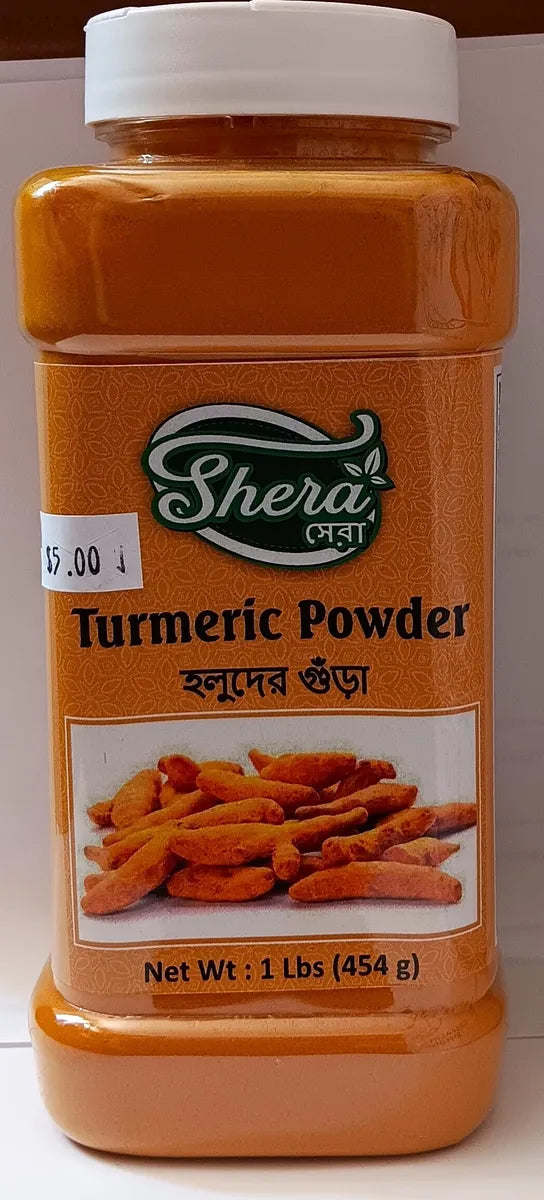 Shera
সেরা
$5.00
Turmeric Powder
হলুদের গুঁড়া
Net Wt : 1 Lbs (454 g)